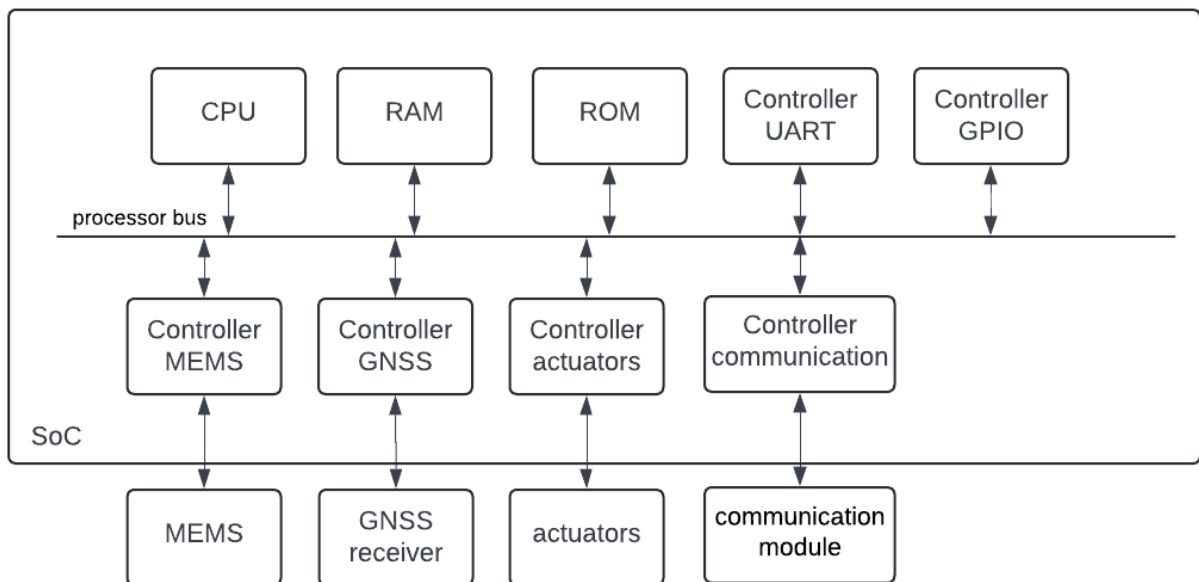 CPU
RAM
ROM
Controller
UART
Controller
GPIO
processor bus
Controller
MEMS
Controller
GNSS
Controller
actuators
Controller
communication
SoC
MEMS
GNSS
receiver
actuators
communication
module